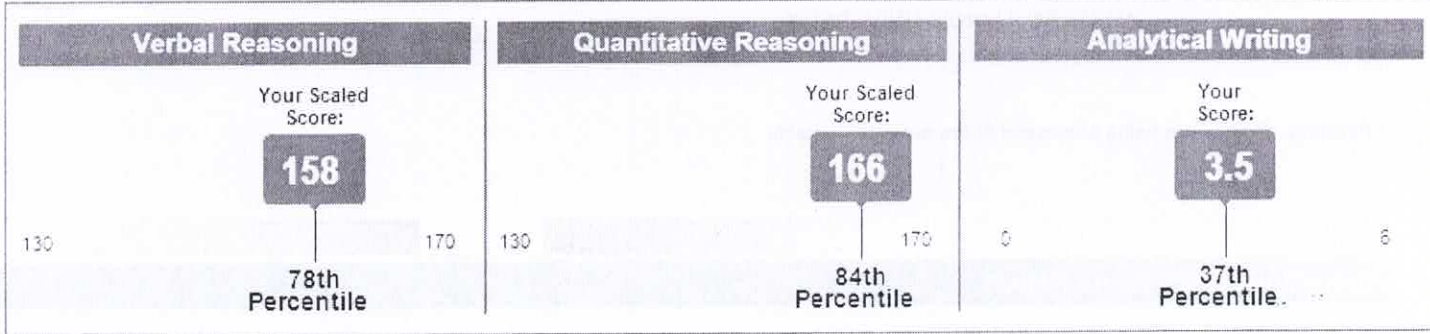 Verbal Reasoning
Your Scaled
Score:
158
130
170
78th
Percentile
Quantitative Reasoning
Your Scaled
Score:
166
130
170
84th
Percentile
Analytical Writing
Your
Score:
3.5
0
6
37th
Percentile..